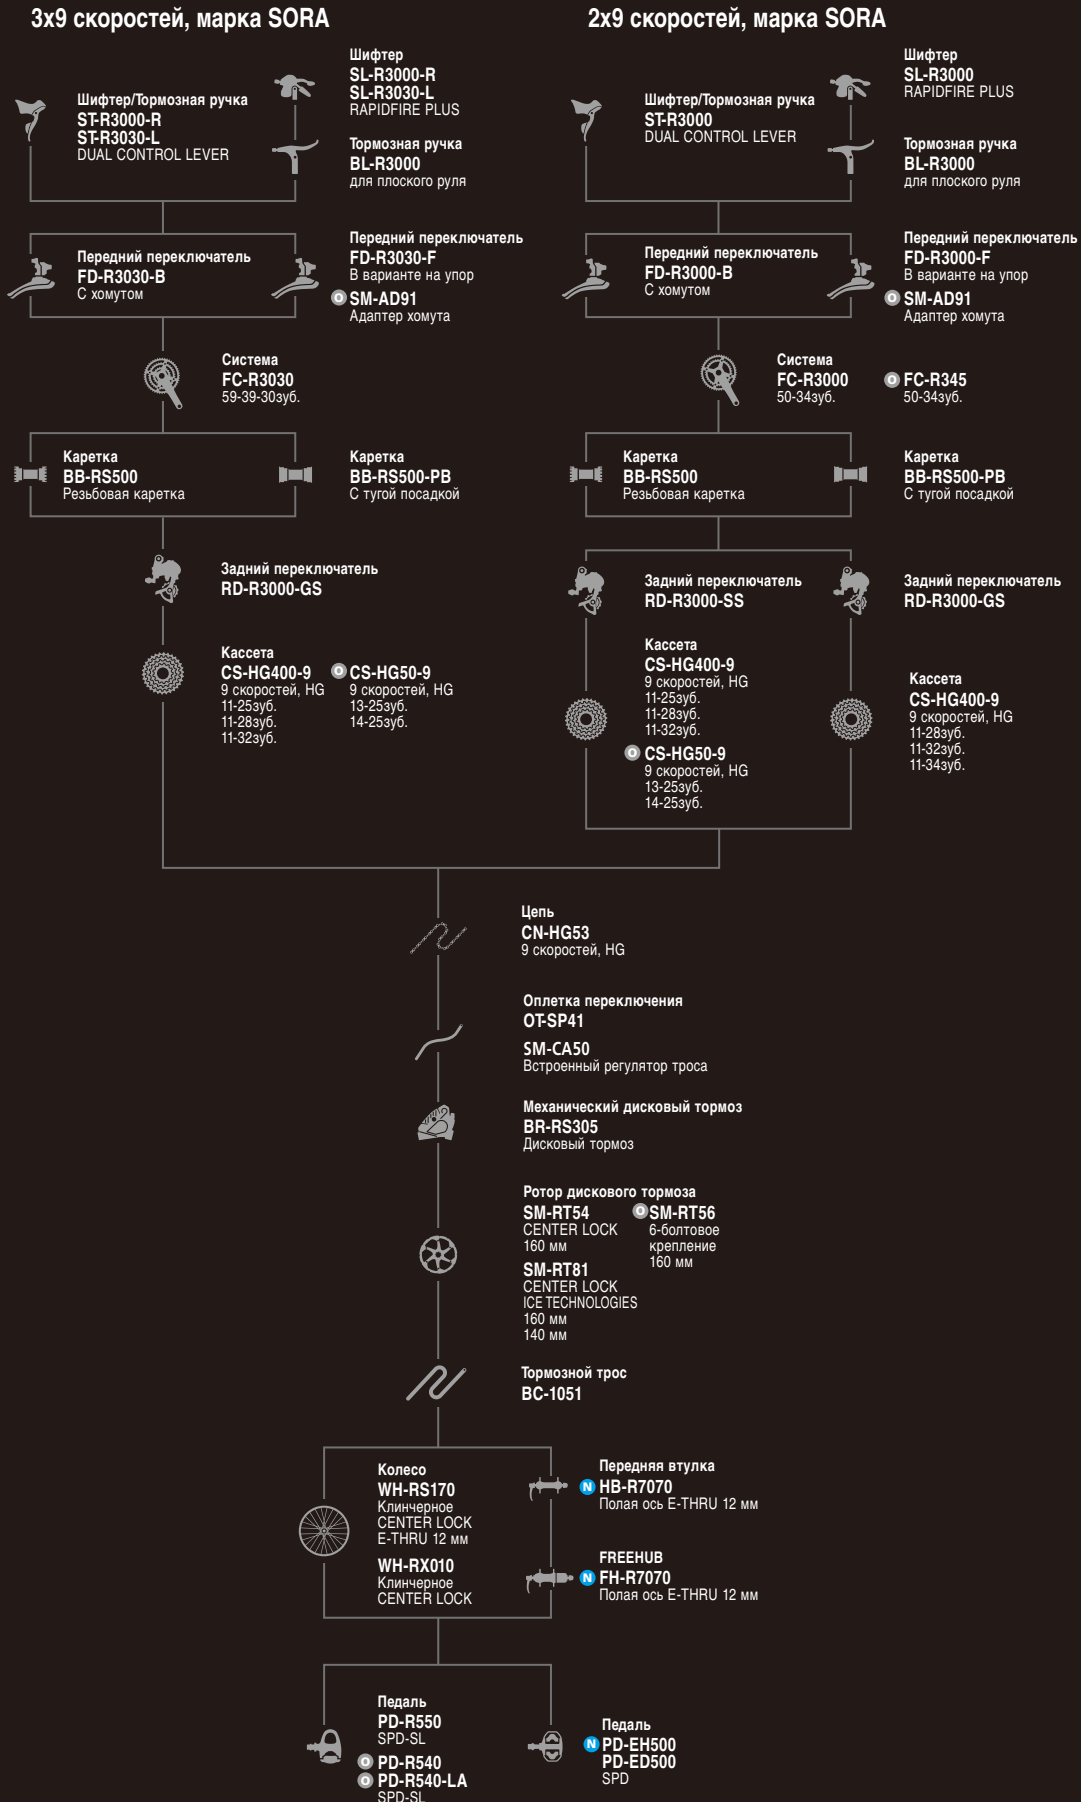 3x9 скоростей, марка SORA
Шифтер/Тормозная ручка
ST-R3000-R
ST-R3030-L
DUAL CONTROL LEVER
Шифтер
SL-R3000-R
SL-R3030-L
RAPIDFIRE PLUS
Тормозная ручка
BL-R3000
для плоского руля
Передний переключатель
FD-R3030-B
С хомутом
Передний переключатель
FD-R3030-F
В варианте на упор
O SM-AD91
Адаптер хомута
Система
FC-R3030
59-39-30зуб.
Каретка
BB-RS500
Резьбовая каретка
Каретка
BB-RS500-PB
С тугой посадкой
Задний переключатель
RD-R3000-GS
Кассета
CS-HG400-9
9 скоростей, HG
11-25зуб.
11-28зуб.
11-32зуб.
O CS-HG50-9
9 скоростей, HG
13-25зуб.
14-25зуб.
2x9 скоростей, марка SORA
Шифтер/Тормозная ручка
ST-R3000
DUAL CONTROL LEVER
Шифтер
SL-R3000
RAPIDFIRE PLUS
Тормозная ручка
BL-R3000
для плоского руля
Передний переключатель
FD-R3000-B
С хомутом
Передний переключатель
FD-R3000-F
В варианте на упор
O SM-AD91
Адаптер хомута
Система
FC-R3000
50-34зуб.
O FC-R345
50-34зуб.
Каретка
BB-RS500
Резьбовая каретка
Каретка
BB-RS500-PB
С тугой посадкой
Задний переключатель
RD-R3000-SS
Задний переключатель
RD-R3000-GS
Кассета
CS-HG400-9
9 скоростей, HG
11-25зуб.
11-28зуб.
11-32зуб.
O CS-HG50-9
9 скоростей, HG
13-25зуб.
14-25зуб.
Кассета
CS-HG400-9
9 скоростей, HG
11-28зуб.
11-32зуб.
11-34зуб.
Цепь
CN-HG53
9 скоростей, HG
Оплетка переключения
OT-SP41
SM-CA50
Встроенный регулятор троса
Механический дисковый тормоз
BR-RS305
Дисковый тормоз
Ротор дискового тормоза
SM-RT54
CENTER LOCK
160 мм
O SM-RT56
6-болтовое
крепление
160 мм
SM-RT81
CENTER LOCK
ICE TECHNOLOGIES
160 мм
140 мм
Тормозной трос
BC-1051
Колесо
WH-RS170
Клинчерное
CENTER LOCK
E-THRU 12 мм
WH-RX010
Клинчерное
CENTER LOCK
Передняя втулка
N HB-R7070
Полая ось E-THRU 12 мм
FREEHUB
N FH-R7070
Полая ось E-THRU 12 мм
Педаль
PD-R550
SPD-SL
O PD-R540
O PD-R540-LA
SPD-SL
Педаль
N PD-EH500
PD-ED500
SPD